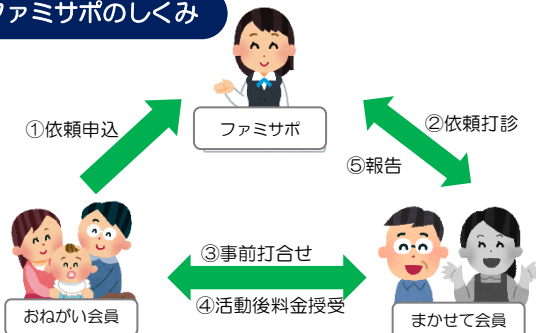 ファミサポのしくみ
①依頼申込
ファミサポ
②依頼打診
⑤報告
③事前打合せ
④活動後料金授受
おねがい会員
まかせて会員